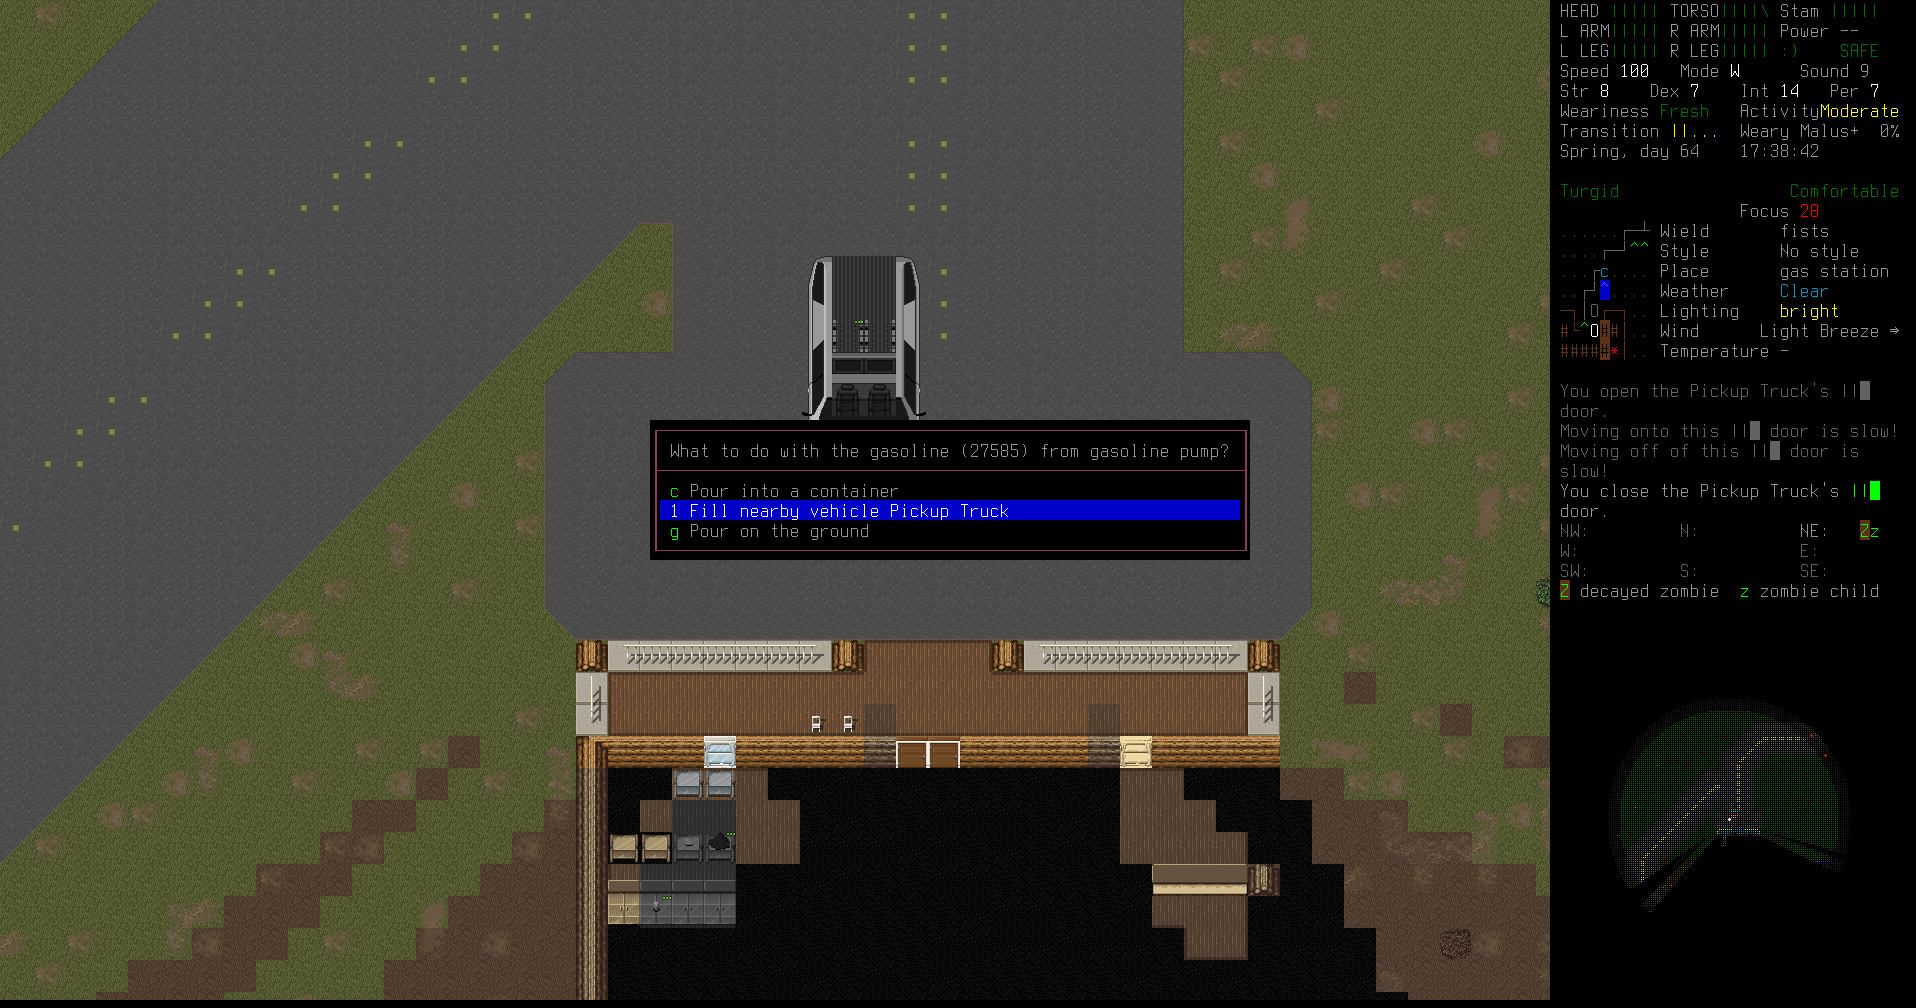 HEAD ||||| TORSO||||\ Stam |||||
L ARM||||| R ARM||||| Power --
L LEG||||| R LEG||||| :) SAFE
Speed 100 Mode W Sound 9
Str 8 Dex 7 Int 14 Per 7
Weariness Fresh ActivityModerate
Transition ||... Weary Malus+ 0%
Spring, day 64 17:38:42
Turgid Comfortable
Focus 28
Wield fists
Style No style
Place gas station
Weather Clear
Lighting bright
Wind Light Breeze ⇒
Temperature -
You open the Pickup Truck's ||
door.
Moving onto this || door is slow!
Moving off of this || door is
slow!
You close the Pickup Truck's ||
door.
NW: N: NE: Zz
W: E:
SW: S: SE:
Z decayed zombie z zombie child
What to do with the gasoline (27585) from gasoline pump?
c Pour into a container
1 Fill nearby vehicle Pickup Truck
g Pour on the ground